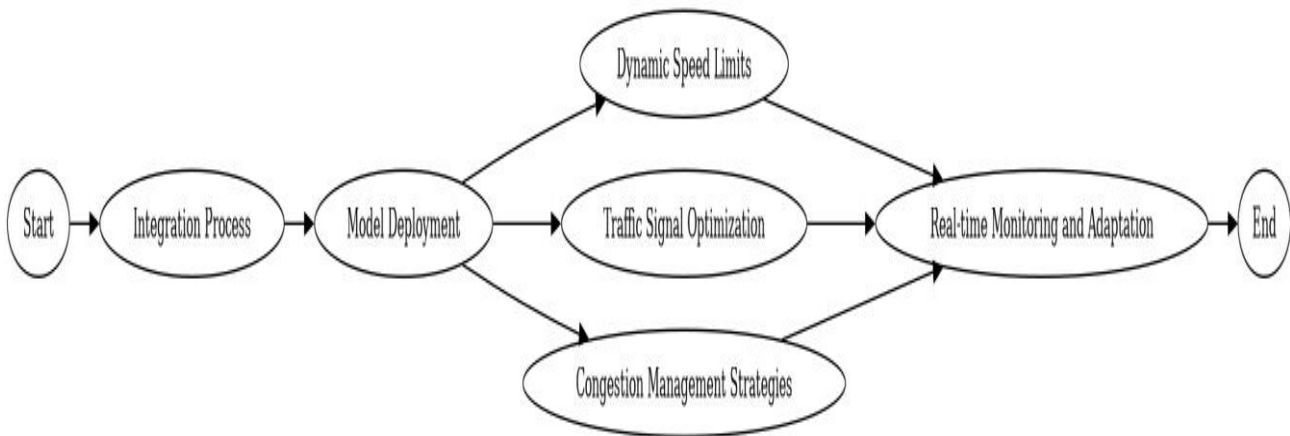 Dynamic Speed Limits
Start
Integration Process
Model Deployment
Traffic Signal Optimization
Real-time Monitoring and Adaptation
End
Congestion Management Strategies